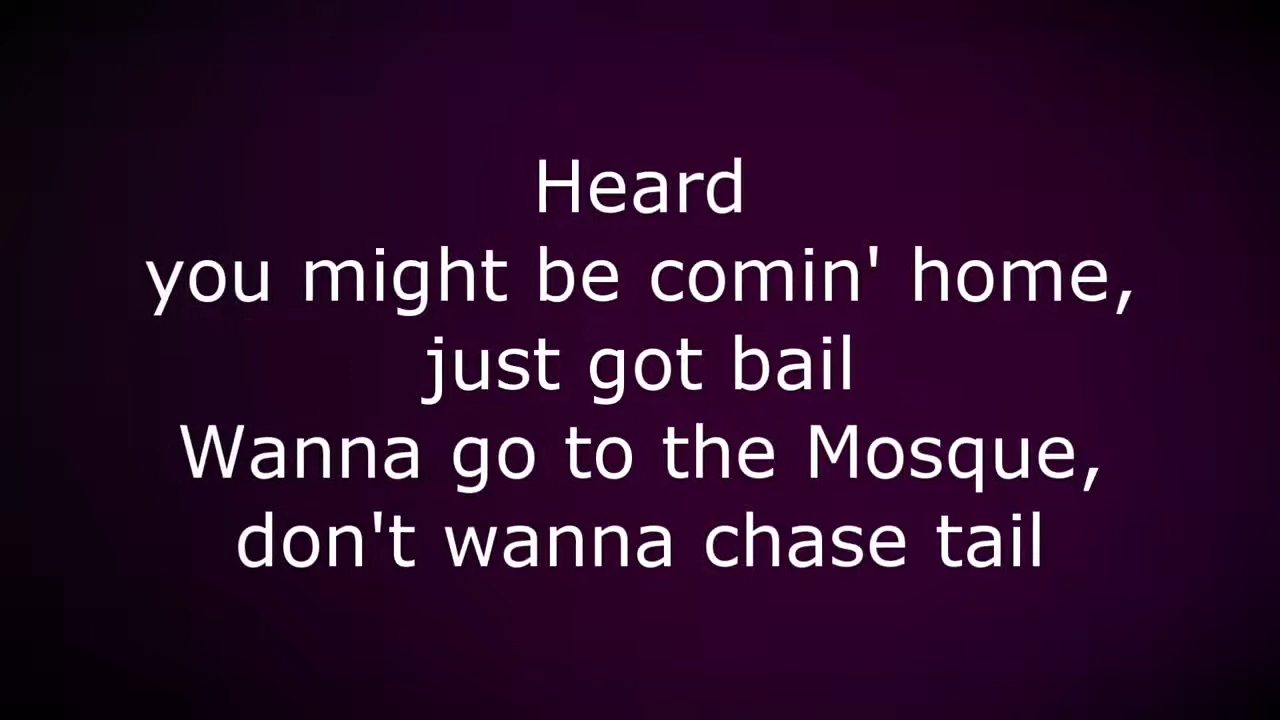 Heard
you might be comin' home,
just got bail
Wanna go to the Mosque,
don't wanna chase tail